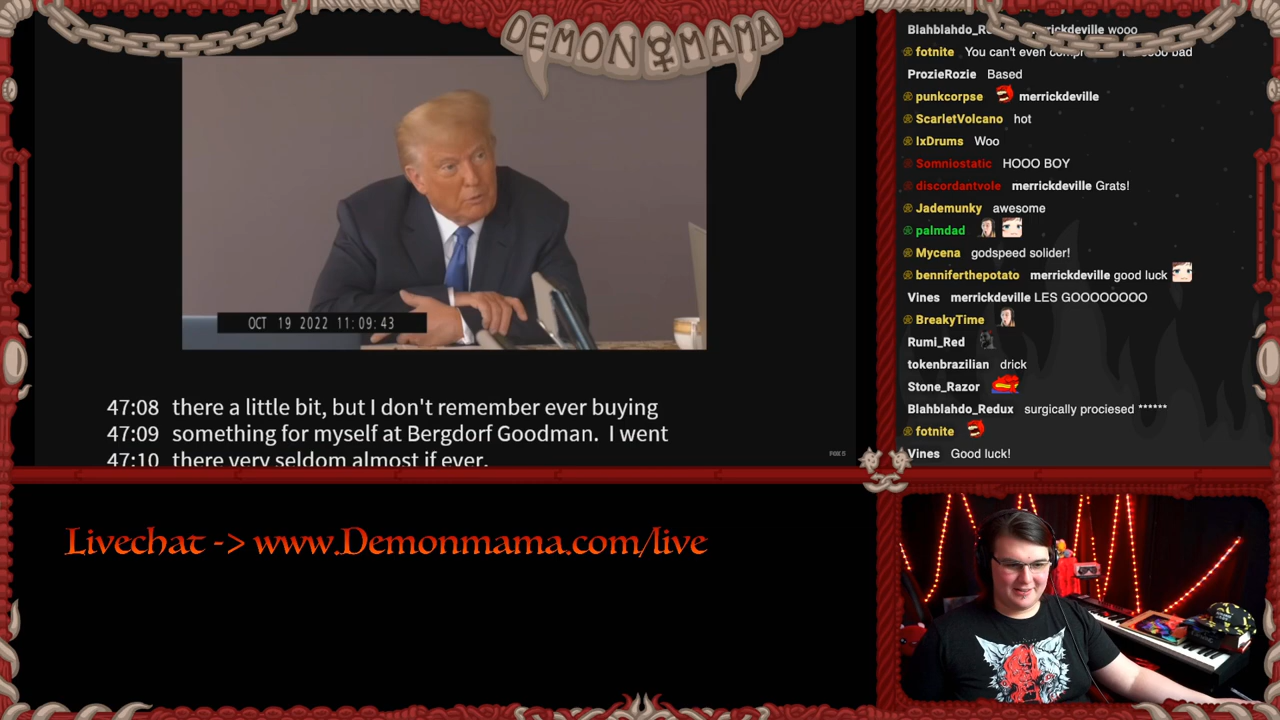 DEMON MAMA
OCT 19 2022 11:09:43
47:08 there a little bit, but I don't remember ever buying
47:09 something for myself at Bergdorf Goodman. I went
47:10 there very seldom almost if ever.
FOX 5
Livechat -> www.Demonmama.com/live
merrickdeville wooo
fotnite You can't even bad
ProzieRozie Based
punkcorpse merrickdeville
ScarletVolcano hot
IxDrums Woo
Somniostatic HOOO BOY
discordantvole merrickdeville Grats!
Jademunky awesome
palmdad
Mycena godspeed solider!
benniferthepotato merrickdeville good luck
Vines merrickdeville LES GOOOOOOOO
BreakyTime
Rumi_Red
tokenbrazilian drick
Stone_Razor
Blahblahdo_Redux surgically prociesed ******
fotnite
Vines Good luck!